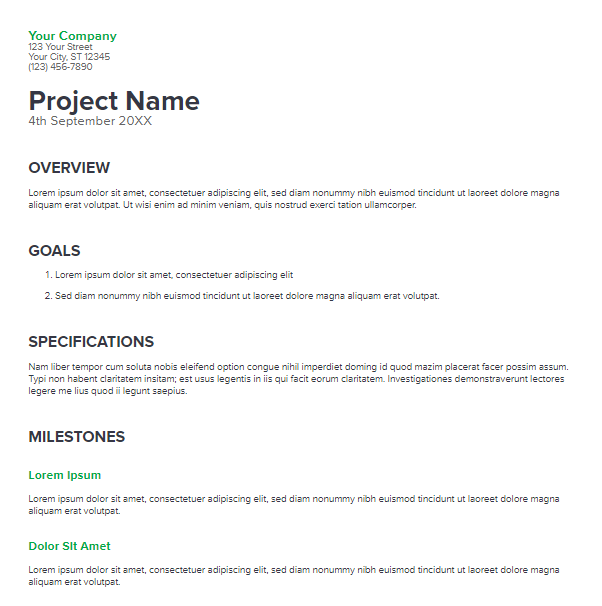 Your Company
123 Your Street
Your City, ST 12345
(123) 456-7890
Project Name
4th September 20XX
OVERVIEW
Lorem ipsum dolor sit amet, consectetuer adipiscing elit, sed diam nonummy nibh euismod tincidunt ut laoreet dolore magna
aliquam erat volutpat. Ut wisi enim ad minim veniam, quis nostrud exerci tation ullamcorper.
GOALS
1. Lorem ipsum dolor sit amet, consectetuer adipiscing elit
2. Sed diam nonummy nibh euismod tincidunt ut laoreet dolore magna aliquam erat volutpat.
SPECIFICATIONS
Nam liber tempor cum soluta nobis eleifend option congue nihil imperdiet doming id quod mazim placerat facer possim assum.
Typi non habent claritatem insitam; est usus legentis in iis qui facit eorum claritatem. Investigationes demonstraverunt lectores
legere me lius quod ii legunt saepius.
MILESTONES
Lorem Ipsum
Lorem ipsum dolor sit amet, consectetuer adipiscing elit, sed diam nonummy nibh euismod tincidunt ut laoreet dolore magna
aliquam erat volutpat.
Dolor SIt Amet
Lorem ipsum dolor sit amet, consectetuer adipiscing elit, sed diam nonummy nibh euismod tincidunt ut laoreet dolore magna
aliquam erat volutpat.